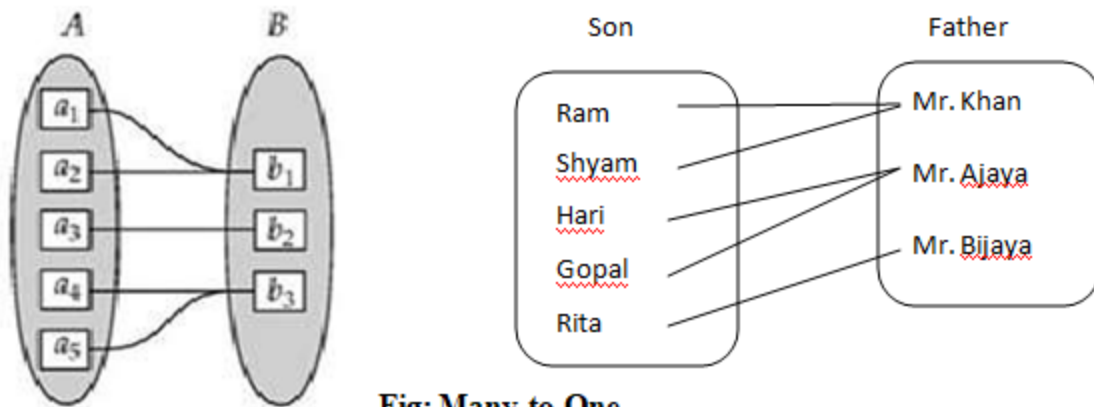 A B
a1
a2
a3
a4
a5
b1
b2
b3
Son Father
Ram
Shyam
Hari
Gopal
Rita
Mr. Khan
Mr. Ajaya
Mr. Bijaya
Fig: Many-to-One